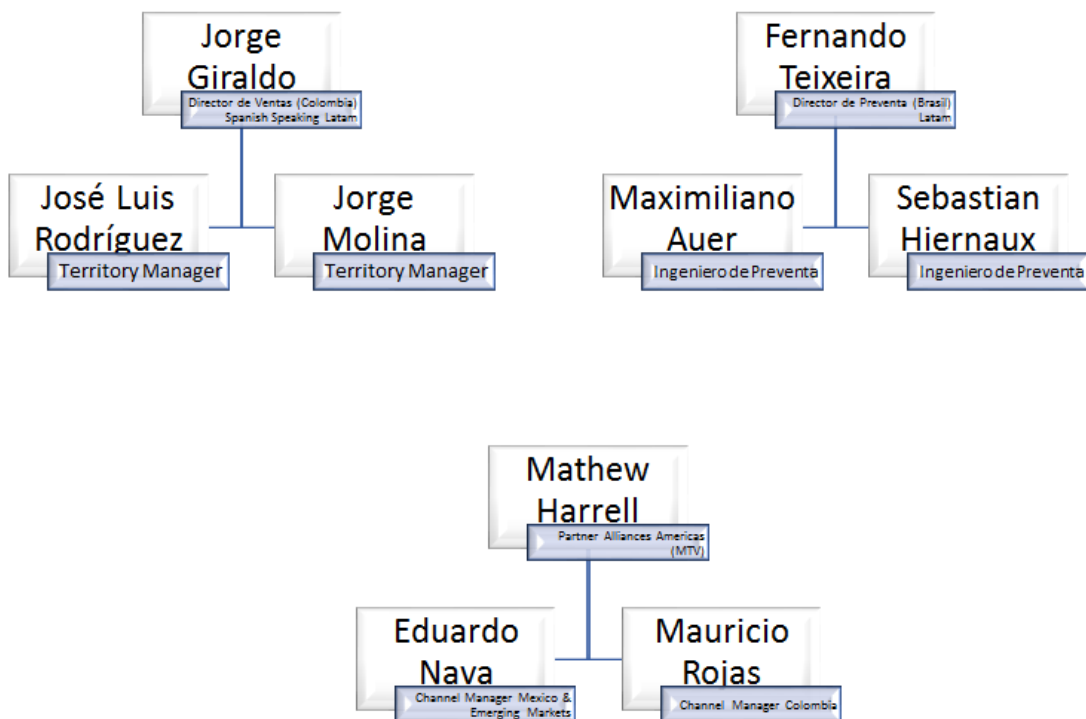 Jorge
Giraldo
Director de Ventas (Colombia)
Spanish Speaking Latam
José Luis
Rodríguez
Territory Manager
Jorge
Molina
Territory Manager
Fernando
Teixeira
Director de Preventa (Brasil)
Latam
Maximiliano
Auer
Ingeniero de Preventa
Sebastian
Hiernaux
Ingeniero de Preventa
Mathew
Harrell
Partner Alliances Americas
(MTV)
Eduardo
Nava
Channel Manager Mexico &
Emerging Markets
Mauricio
Rojas
Channel Manager Colombia